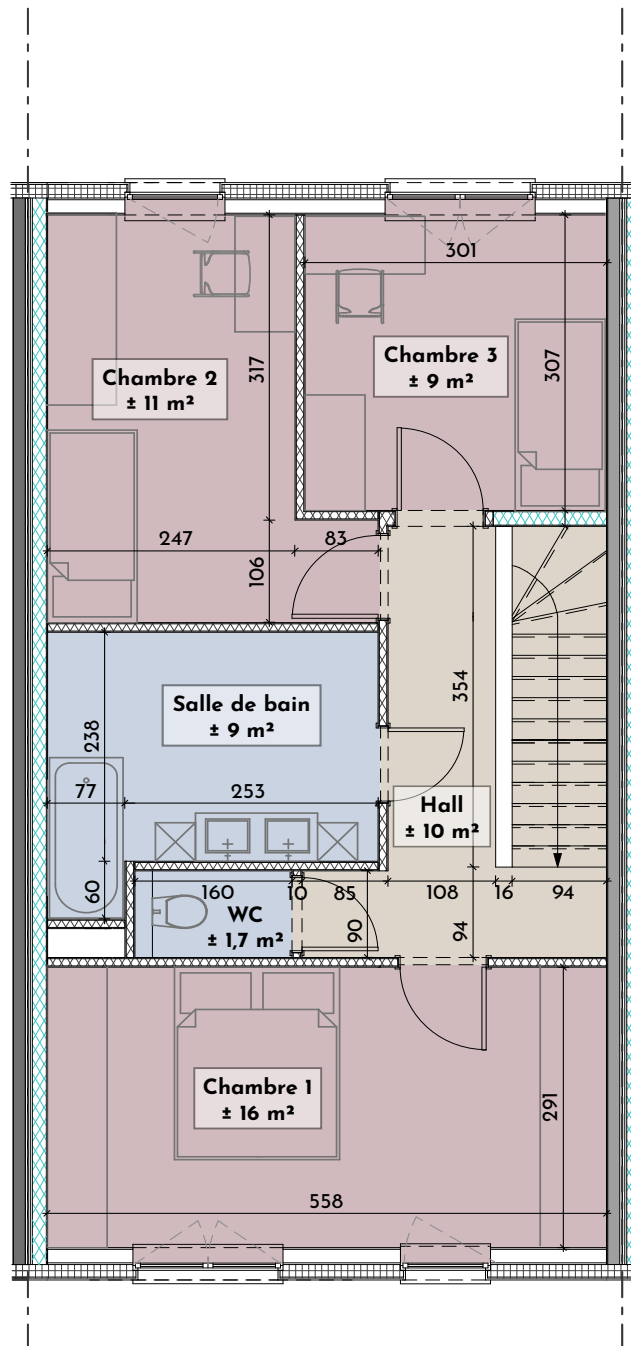 301
Chambre 3
± 9 m²
307
317
Chambre 2
± 11 m²
247
83
106
354
Salle de bain
± 9 m²
238
77
253
Hall
± 10 m²
60
160
10
85
108
16
94
WC
± 1,7 m²
90
94
Chambre 1
± 16 m²
291
558